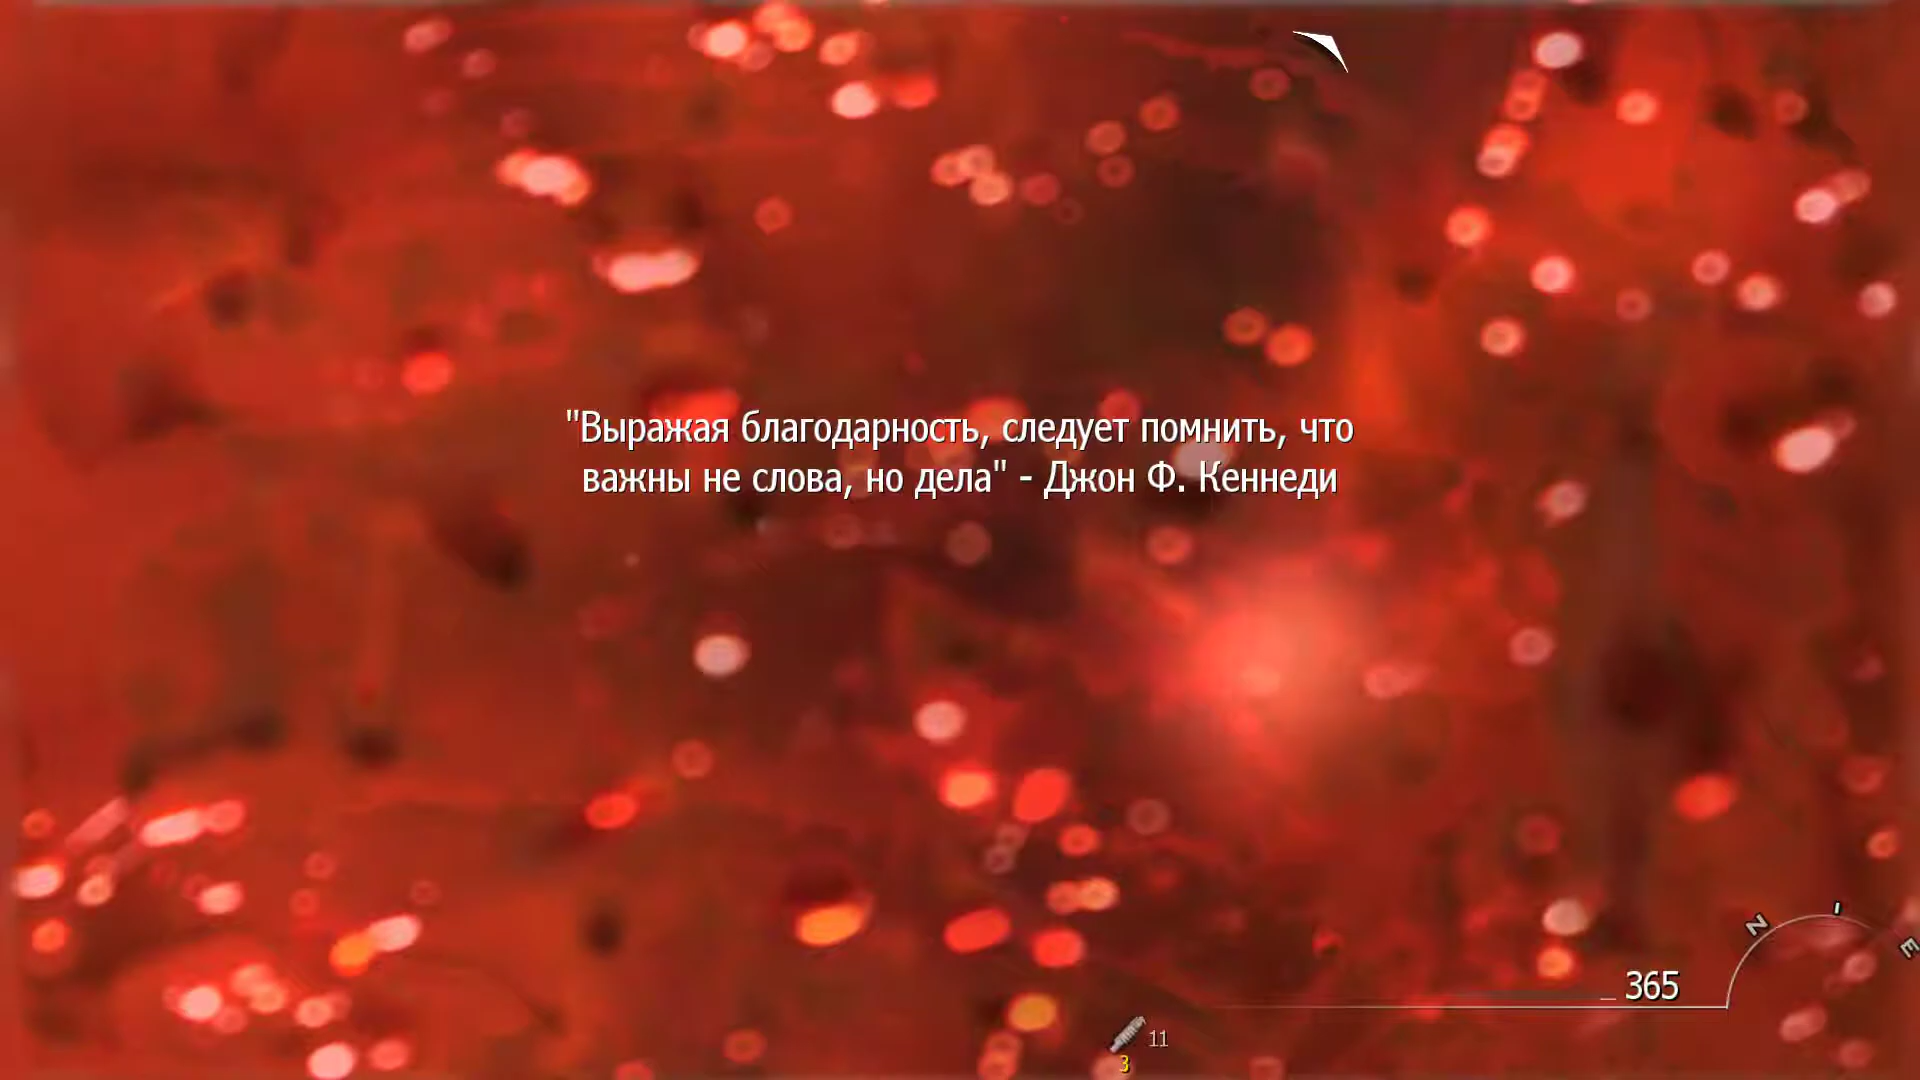 "Выражая благодарность, следует помнить, что
важны не слова, но дела" - Джон Ф. Кеннеди
N
E
365
11
3